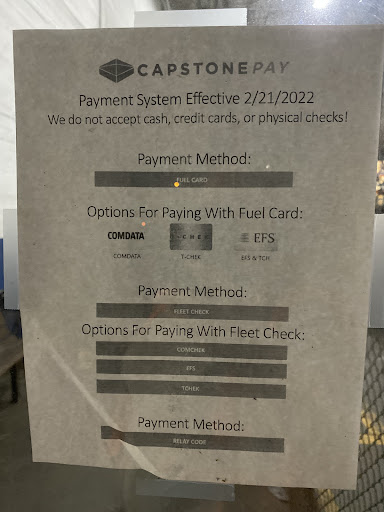 CAPSTONEPAY
Payment System Effective 2/21/2022
We do not accept cash, credit cards, or physical checks!
Payment Method:
FUEL CARD
Options For Paying With Fuel Card:
COMDATA T-CHEK EFS
COMDATA T-CHEK EFS & TCH
Payment Method:
FLEET CHECK
Options For Paying With Fleet Check:
COMCHEK
EFS
TCHEK
Payment Method:
RELAY CODE